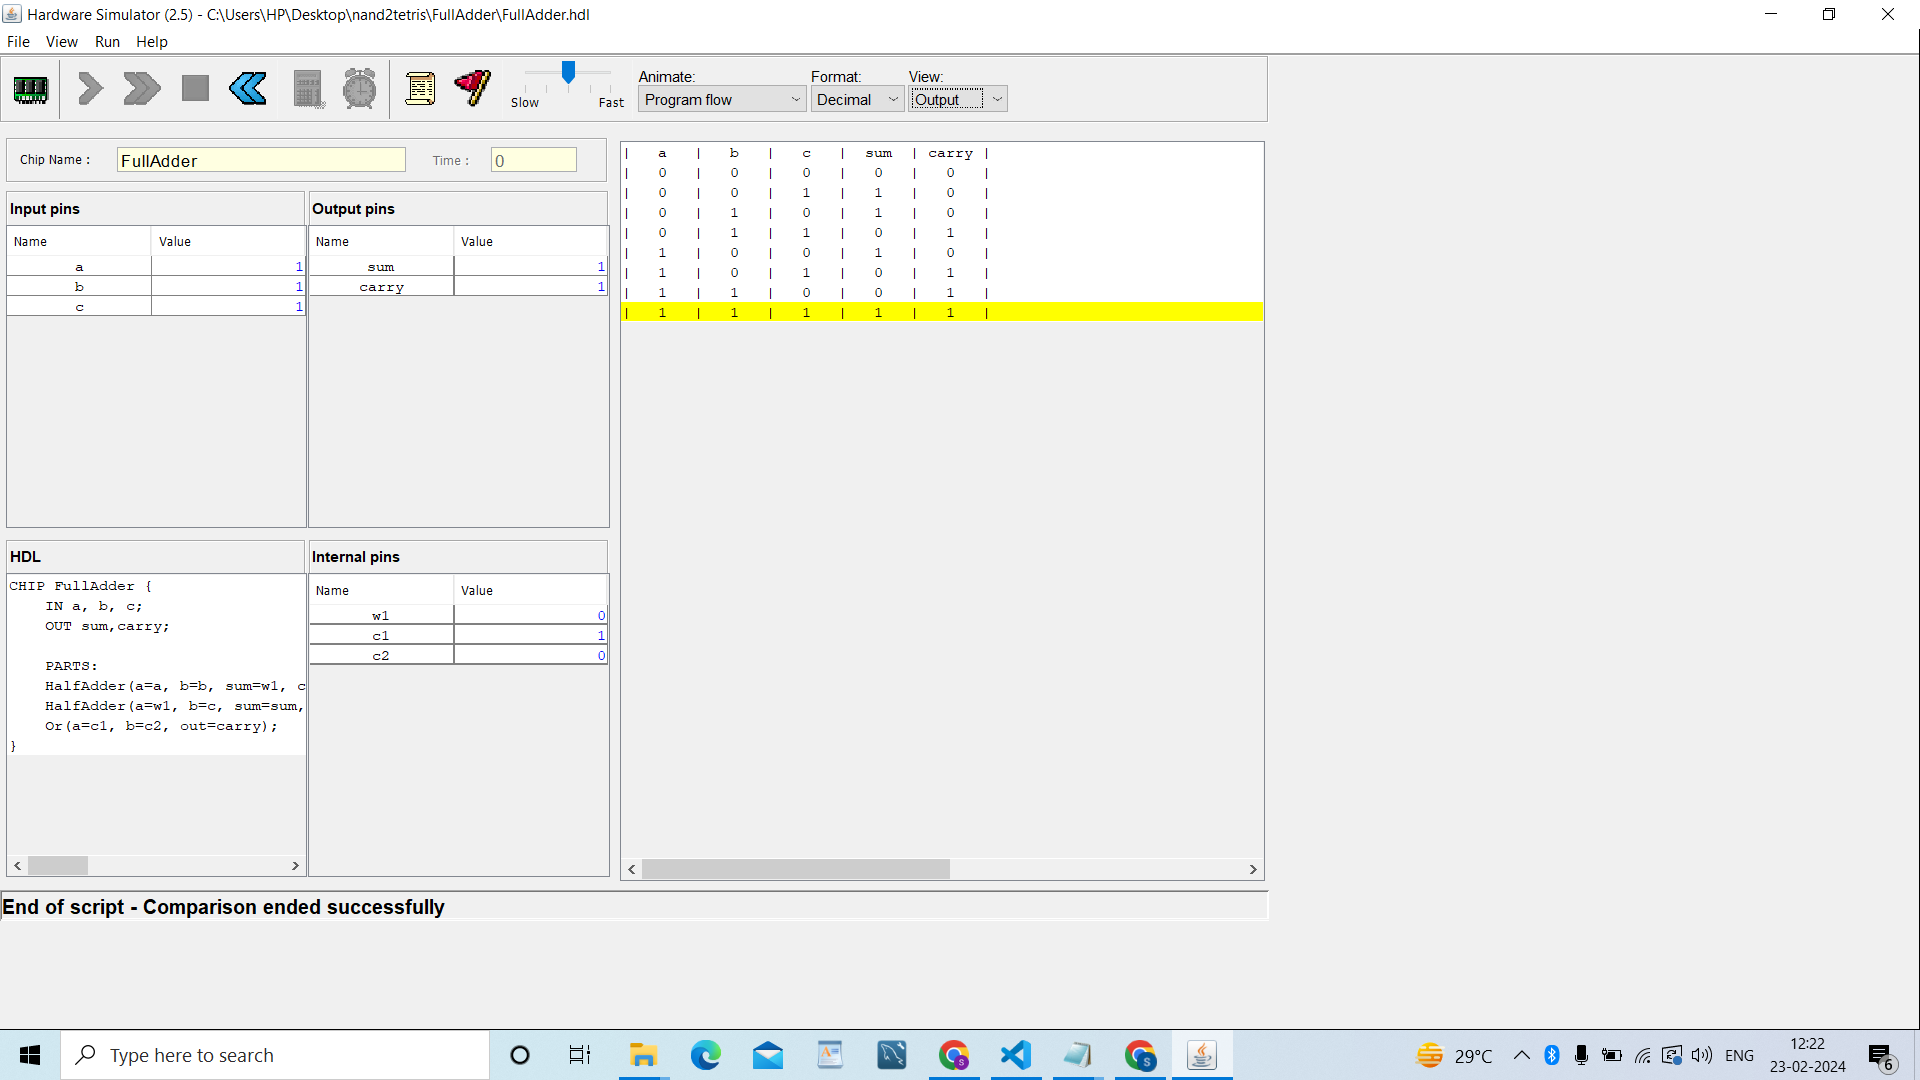 Hardware Simulator (2.5) - C:\Users\HP\Desktop\nand2tetris\FullAdder\FullAdder.hdl
File View Run Help
Slow Fast
Animate: Format: View:
Program flow Decimal Output
Chip Name : FullAdder Time : 0
Input pins
Name Value
a 1
b 1
c 1
Output pins
Name Value
sum 1
carry 1
HDL
CHIP FullAdder {
IN a, b, c;
OUT sum,carry;
PARTS:
HalfAdder(a=a, b=b, sum=w1, c
HalfAdder(a=w1, b=c, sum=sum,
Or(a=c1, b=c2, out=carry);
}
Internal pins
Name Value
w1 0
c1 1
c2 0
| a | b | c | sum | carry |
| 0 | 0 | 0 | 0 | 0 |
| 0 | 0 | 1 | 1 | 0 |
| 0 | 1 | 0 | 1 | 0 |
| 0 | 1 | 1 | 0 | 1 |
| 1 | 0 | 0 | 1 | 0 |
| 1 | 0 | 1 | 0 | 1 |
| 1 | 1 | 0 | 0 | 1 |
| 1 | 1 | 1 | 1 | 1 |
End of script - Comparison ended successfully
Type here to search
29°C
ENG
12:22
23-02-2024
6